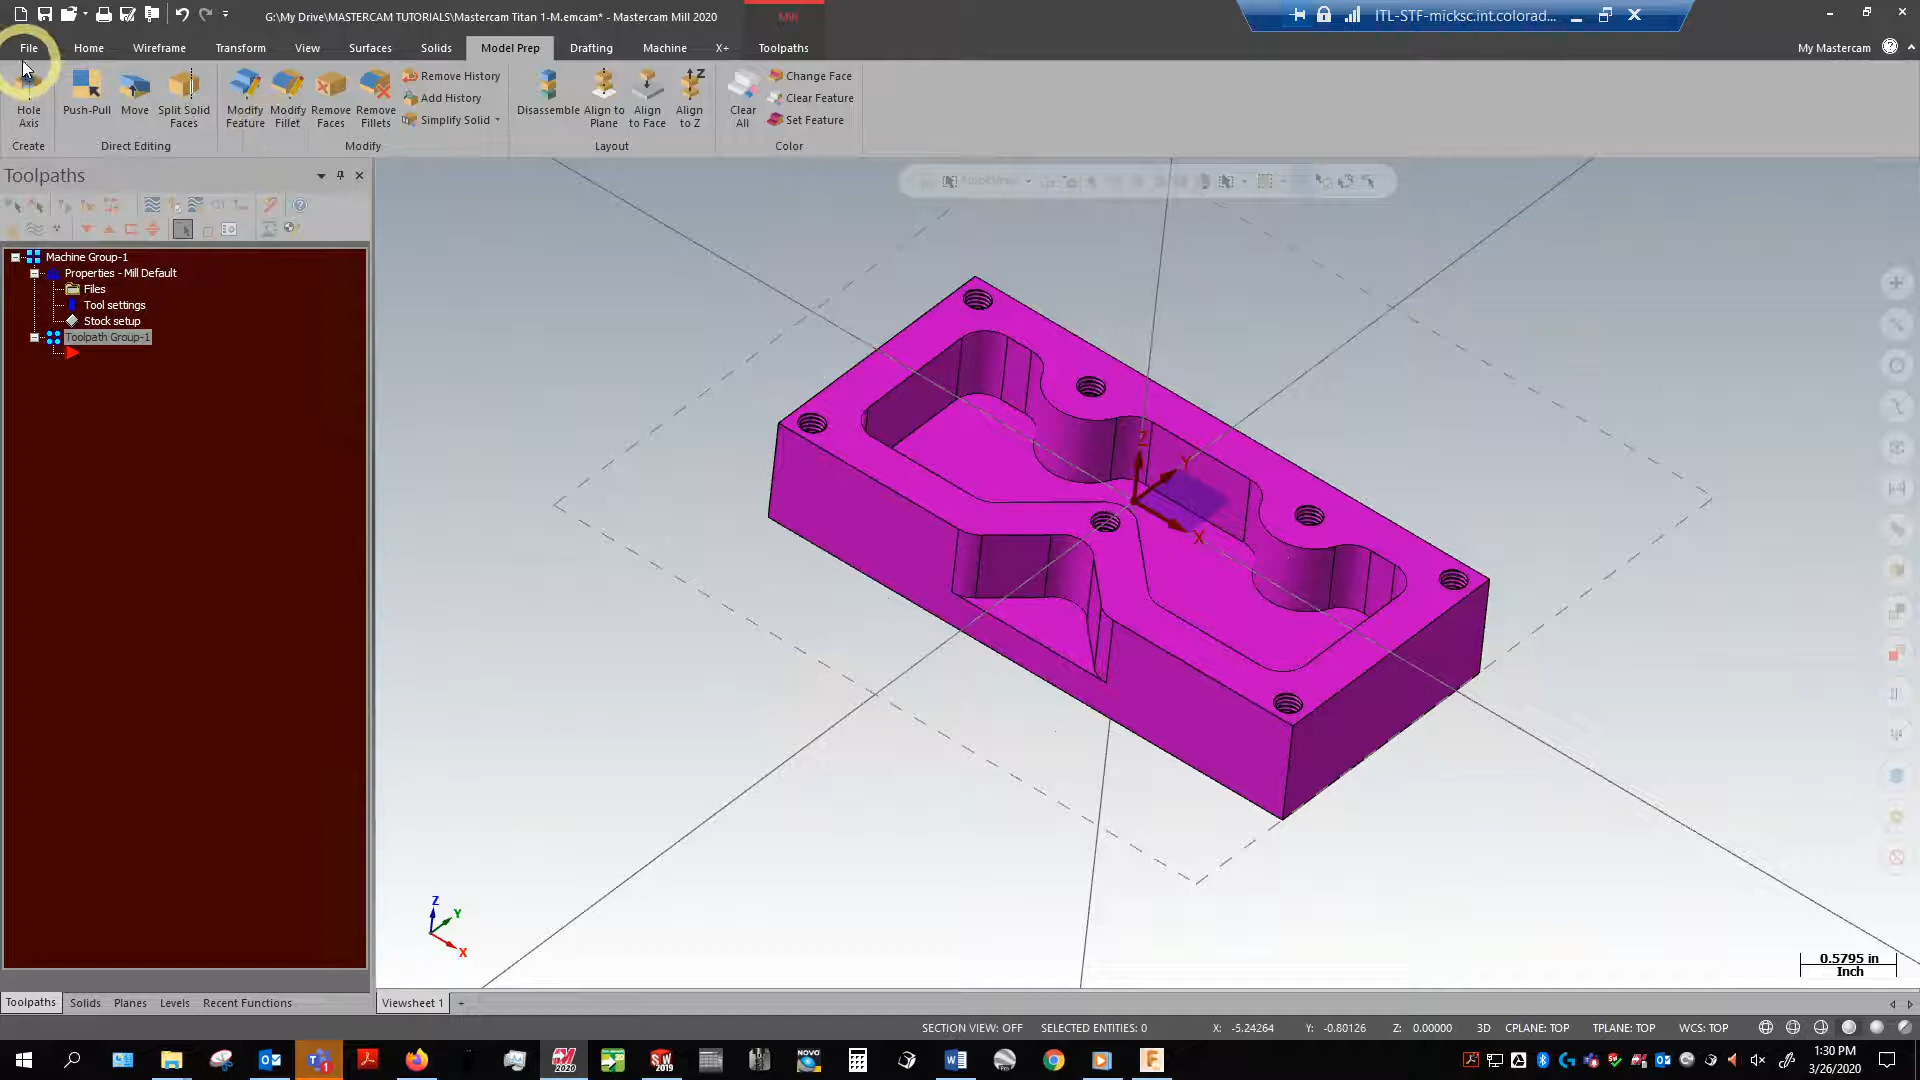 G:\My Drive\MASTERCAM TUTORIALS\Mastercam Titan 1-M.emcam* - Mastercam Mill 2020
Mill
ITL-STF-micksc.int.colorad...
File Home Wireframe Transform View Surfaces Solids Model Prep Drafting Machine X+ Toolpaths
My Mastercam
Hole Axis
Push-Pull
Move
Split Solid Faces
Modify Feature
Modify Fillet
Remove Faces
Remove Fillets
Remove History
Add History
Simplify Solid
Disassemble
Align to Plane
Align to Face
Align to Z
Clear All
Change Face
Clear Feature
Set Feature
Create Direct Editing Modify Layout Color
Toolpaths
Machine Group-1
Properties - Mill Default
Files
Tool settings
Stock setup
Toolpath Group-1
Z
Y
X
Z
Y
X
0.5795 in
Inch
Toolpaths Solids Planes Levels Recent Functions
Viewsheet 1 +
SECTION VIEW: OFF SELECTED ENTITIES: 0 X: -5.24264 Y: -0.80126 Z: 0.00000 3D CPLANE: TOP TPLANE: TOP WCS: TOP
1:30 PM
3/26/2020